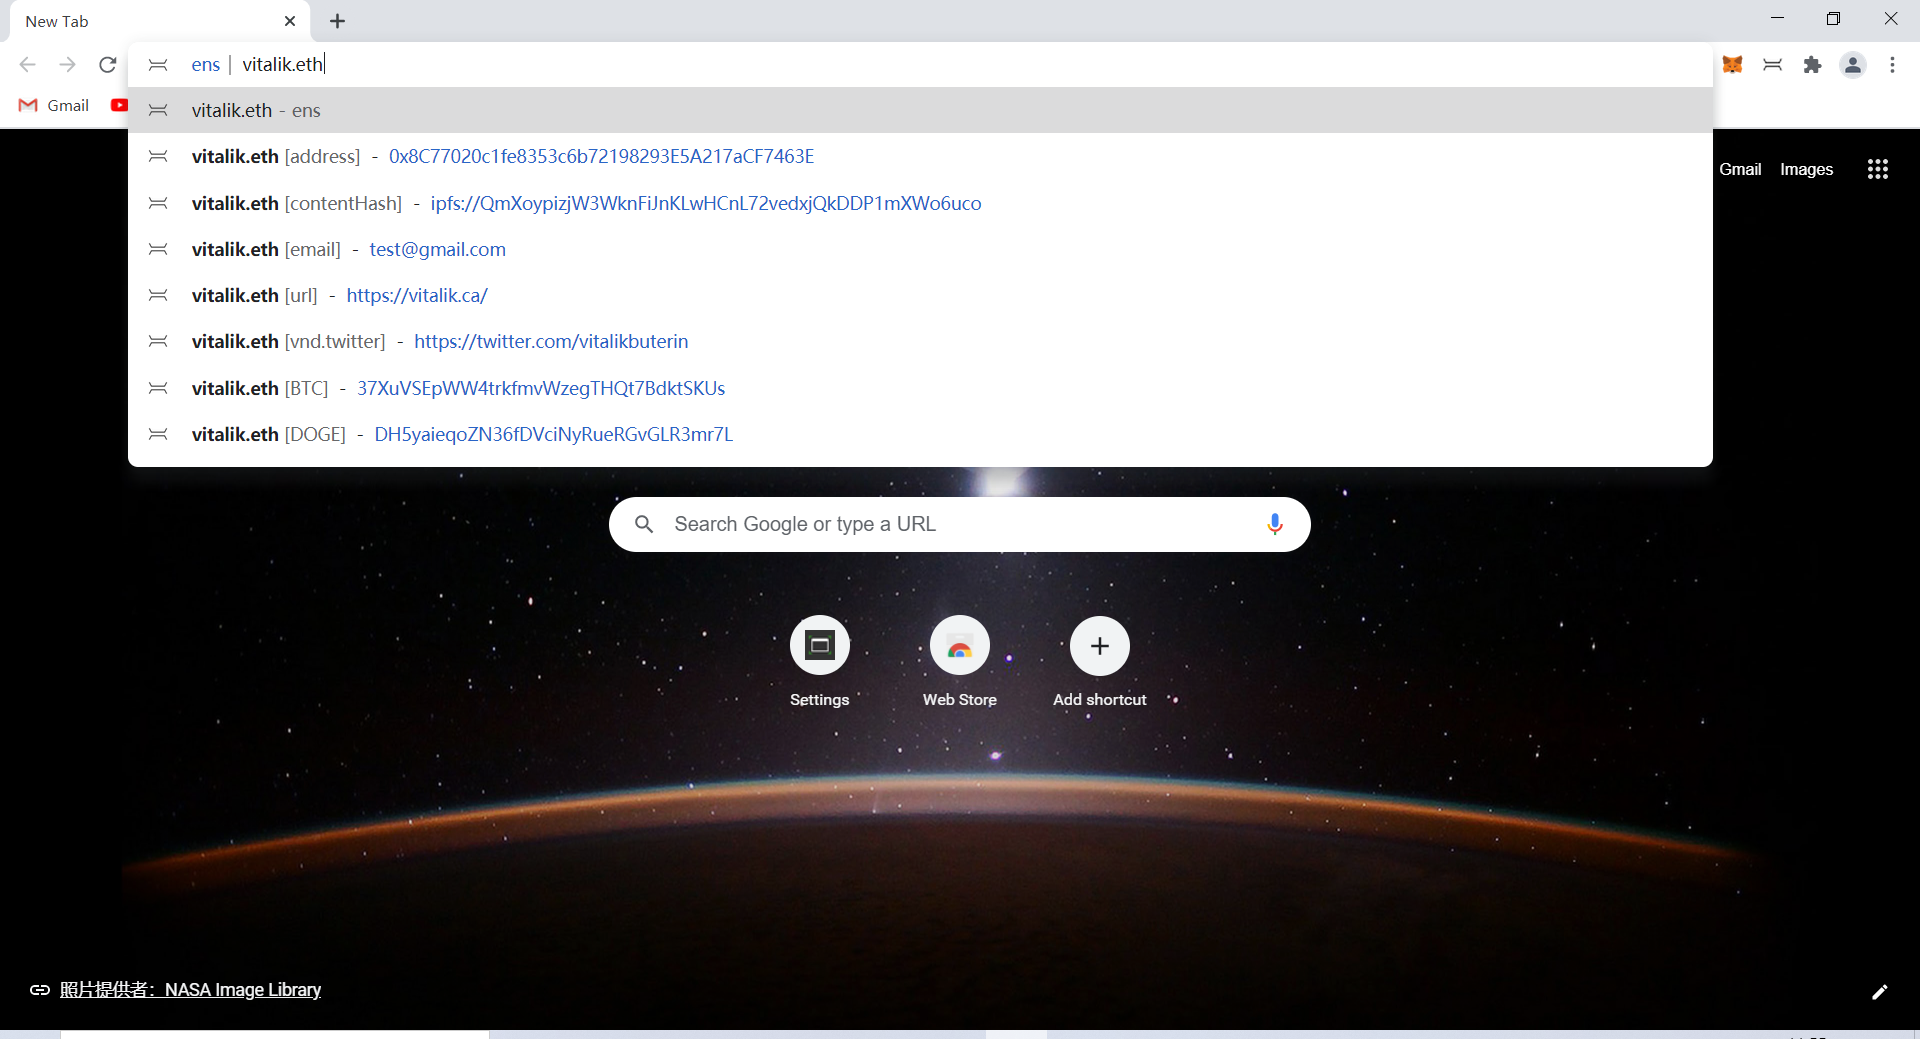 New Tab
ens | vitalik.eth
Gmail
vitalik.eth - ens
vitalik.eth [address] - 0x8C77020c1fe8353c6b72198293E5A217aCF7463E
vitalik.eth [contentHash] - ipfs://QmXoypizjW3WknFiJnKLwHCnL72vedxjQkDDP1mXWo6uco
vitalik.eth [email] - test@gmail.com
vitalik.eth [url] - https://vitalik.ca/
vitalik.eth [vnd.twitter] - https://twitter.com/vitalikbuterin
vitalik.eth [BTC] - 37XuVSEpWW4trkfmvWzegTHQt7BdktSKUs
vitalik.eth [DOGE] - DH5yaieqoZN36fDVciNyRueRGvGLR3mr7L
Gmail Images
Search Google or type a URL
Settings Web Store Add shortcut
照片提供者：NASA Image Library